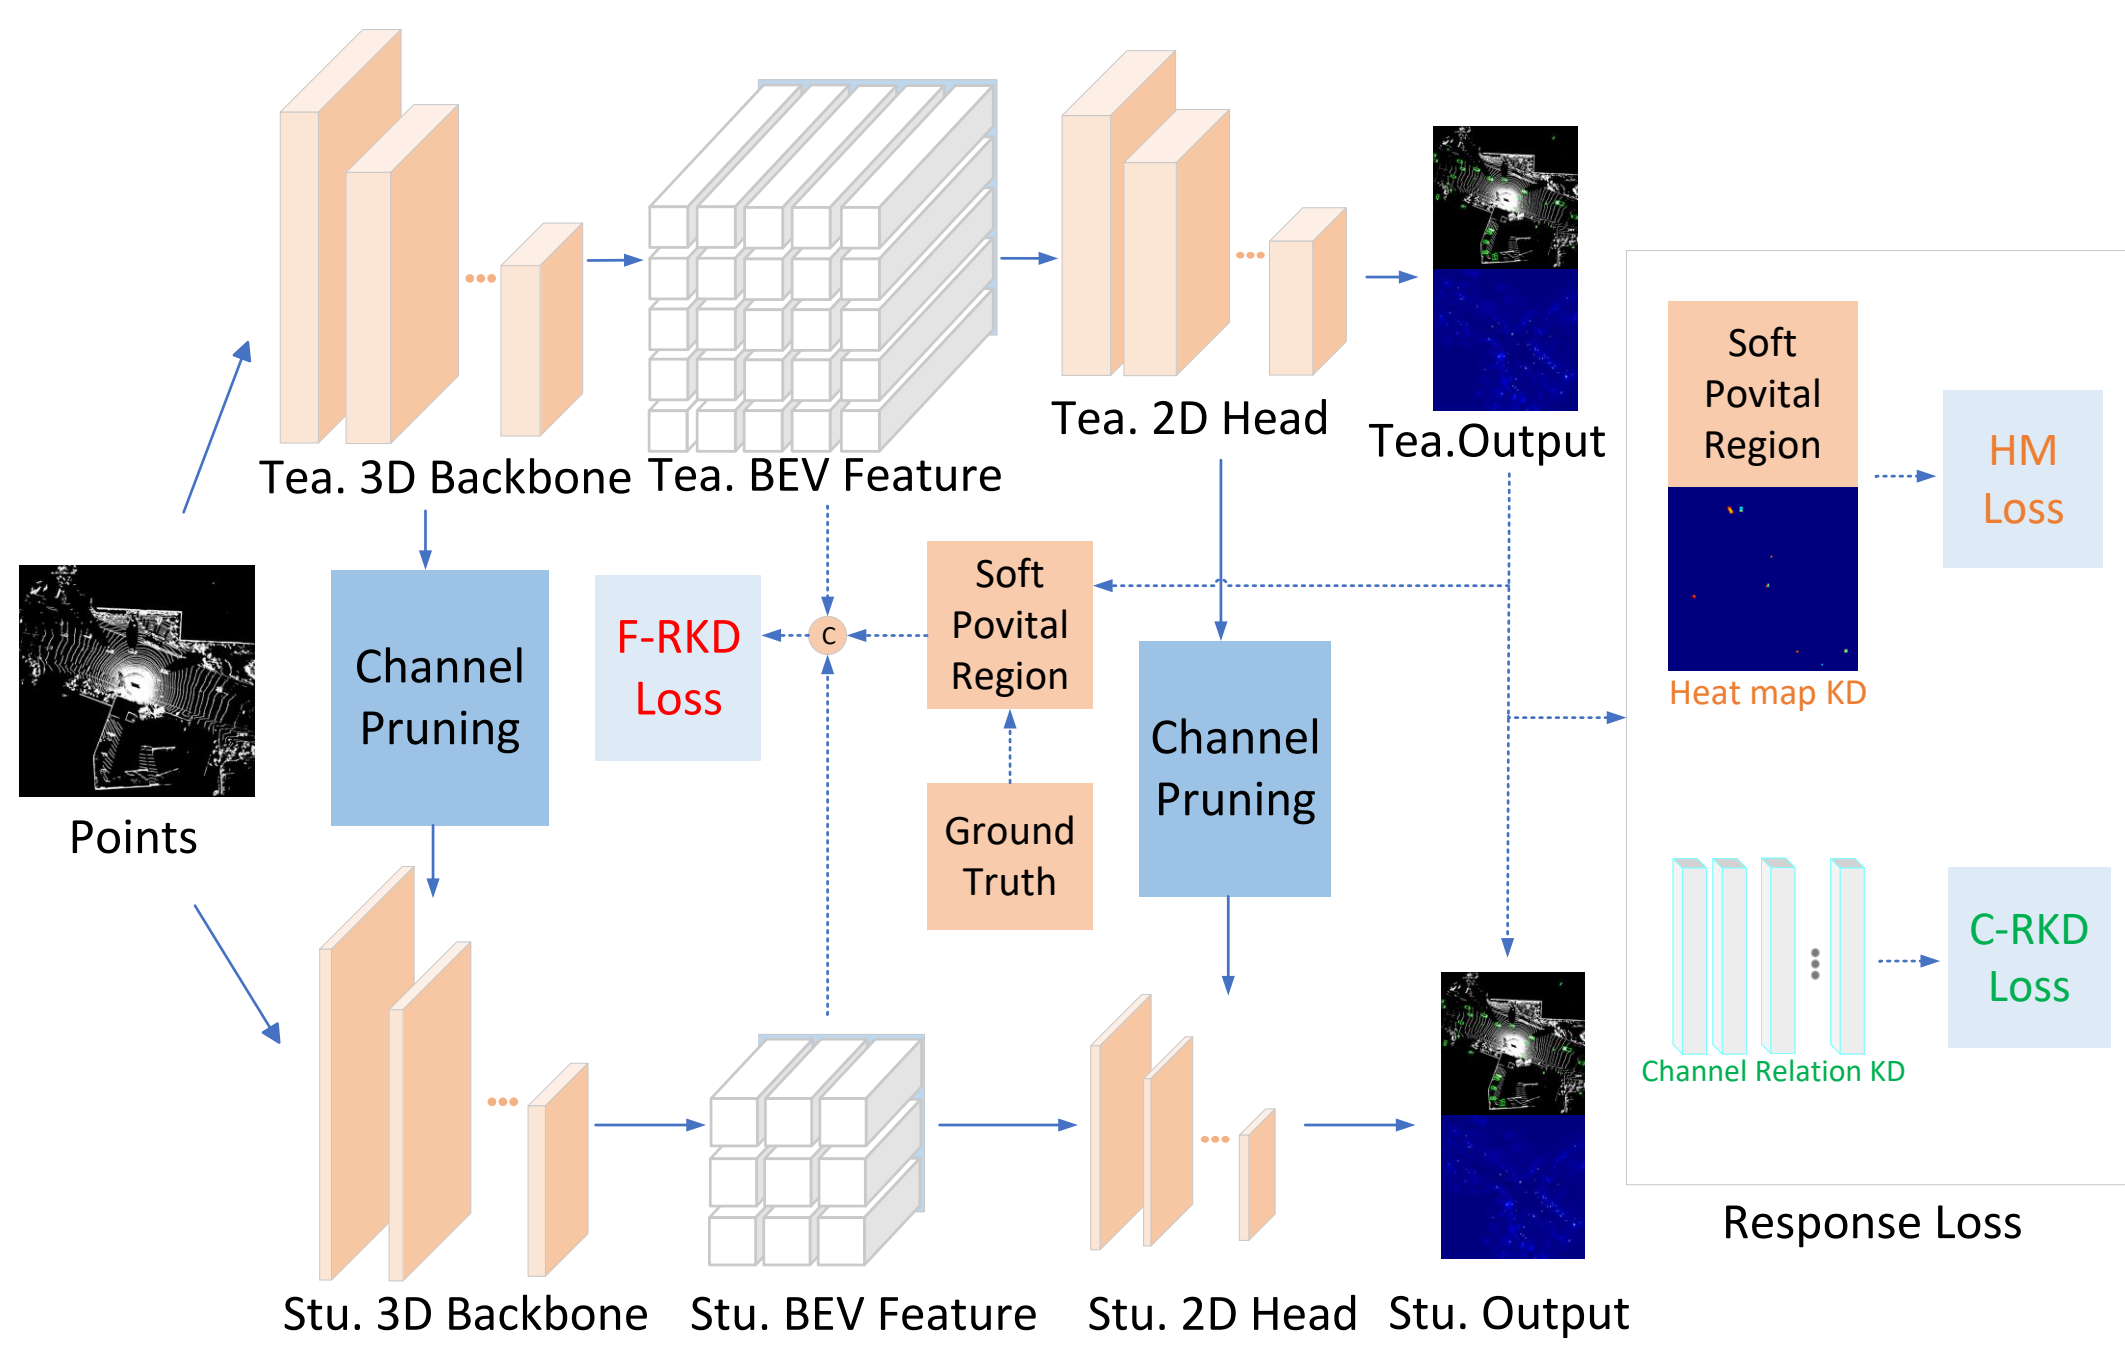 Tea. 3D Backbone
Tea. BEV Feature
Tea. 2D Head
Tea.Output
Points
Channel
Pruning
F-RKD
Loss
C
Soft
Povital
Region
Ground
Truth
Channel
Pruning
Soft
Povital
Region
HM
Loss
Heat map KD
C-RKD
Loss
Channel Relation KD
Response Loss
Stu. 3D Backbone
Stu. BEV Feature
Stu. 2D Head
Stu. Output